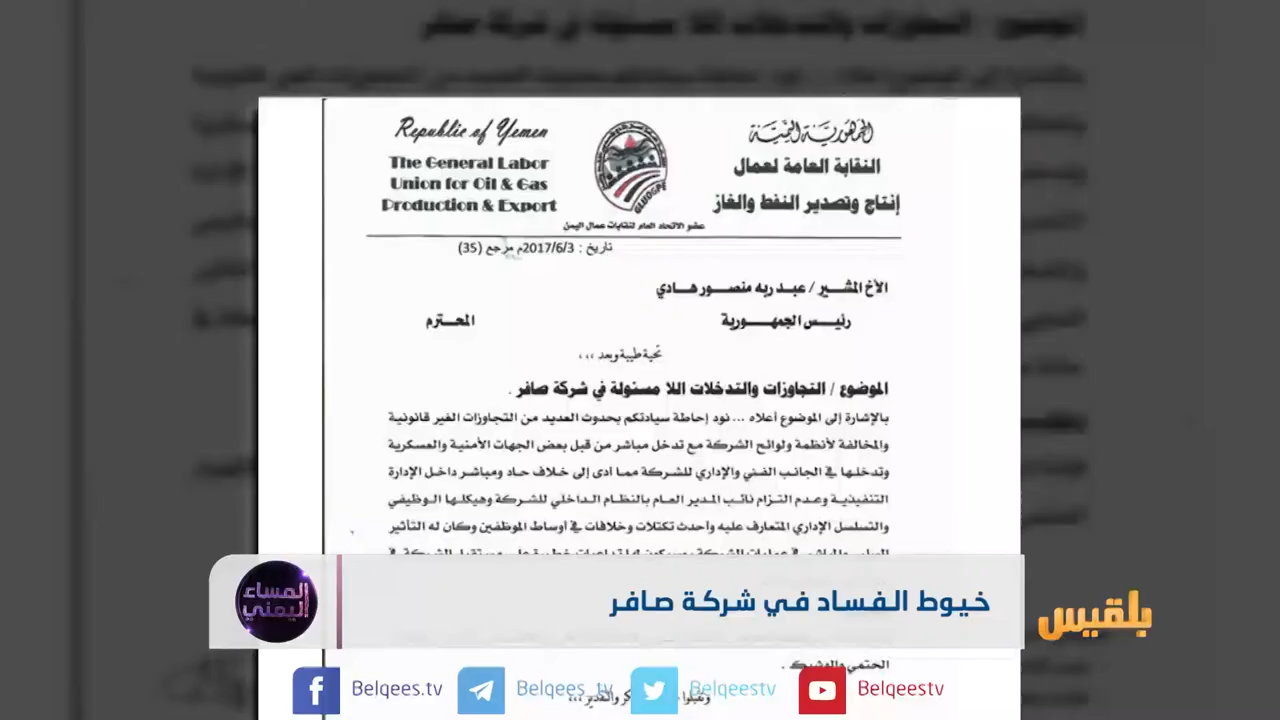 الجمهورية اليمنية
النقابة العامة لعمال
إنتاج وتصدير النفط والغاز
Republic of Yemen
The General Labor
Union for Oil & Gas
Production & Export
GLUOGPE
عضو الاتحاد العام لنقابات عمال اليمن
تاريخ : 2017/6/3م مرجع (35)
الأخ المشير / عبد ربه منصور هادي
رئيس الجمهورية المحترم
تحية طيبة وبعد ،،،
الموضوع / التجاوزات والتدخلات اللا مسئولة في شركة صافر .
بالإشارة إلى الموضوع أعلاه ... نود إحاطة سيادتكم بحدوث العديد من التجاوزات الغير قانونية
والمخالفة لأنظمة ولوائح الشركة مع تدخل مباشر من قبل بعض الجهات الأمنية والعسكرية
وتدخلها في الجانب الفني والإداري للشركة مما ادى إلى خلاف حاد ومباشر داخل الإدارة
التنفيذية وعدم التزام نائب المدير العام بالنظام الداخلي للشركة وهيكلها الوظيفي
والتسلسل الإداري المتعارف عليه وأحدث تكتلات وخلافات في أوساط الموظفين وكان له التأثير
خيوط الفساد في شركة صافر
المساء
اليمني
بلقيس
الحتمي والوشيك .
Belqees.tv
Belqees_tv
Belqeestv
Belqeestv